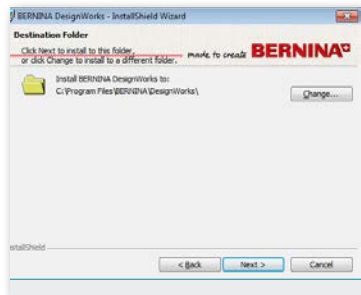 BERNINA DesignWorks - InstallShield Wizard
Destination Folder
Click Next to install to this folder,
or click Change to install to a different folder.
made to create BERNINA
Install BERNINA DesignWorks to:
C:\Program Files\BERNINA\DesignWorks\
Change...
stallShield
< Back
Next >
Cancel